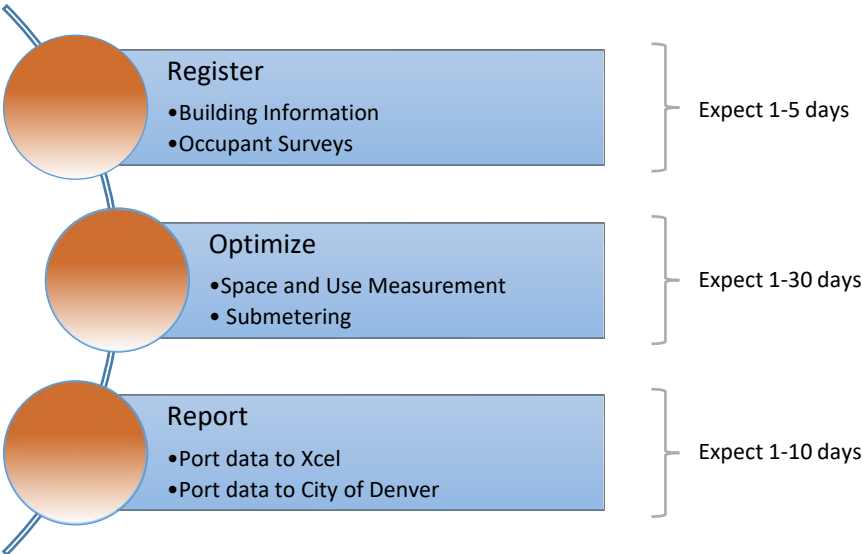 Register
•Building Information
•Occupant Surveys
Expect 1-5 days
Optimize
•Space and Use Measurement
• Submetering
Expect 1-30 days
Report
•Port data to Xcel
•Port data to City of Denver
Expect 1-10 days